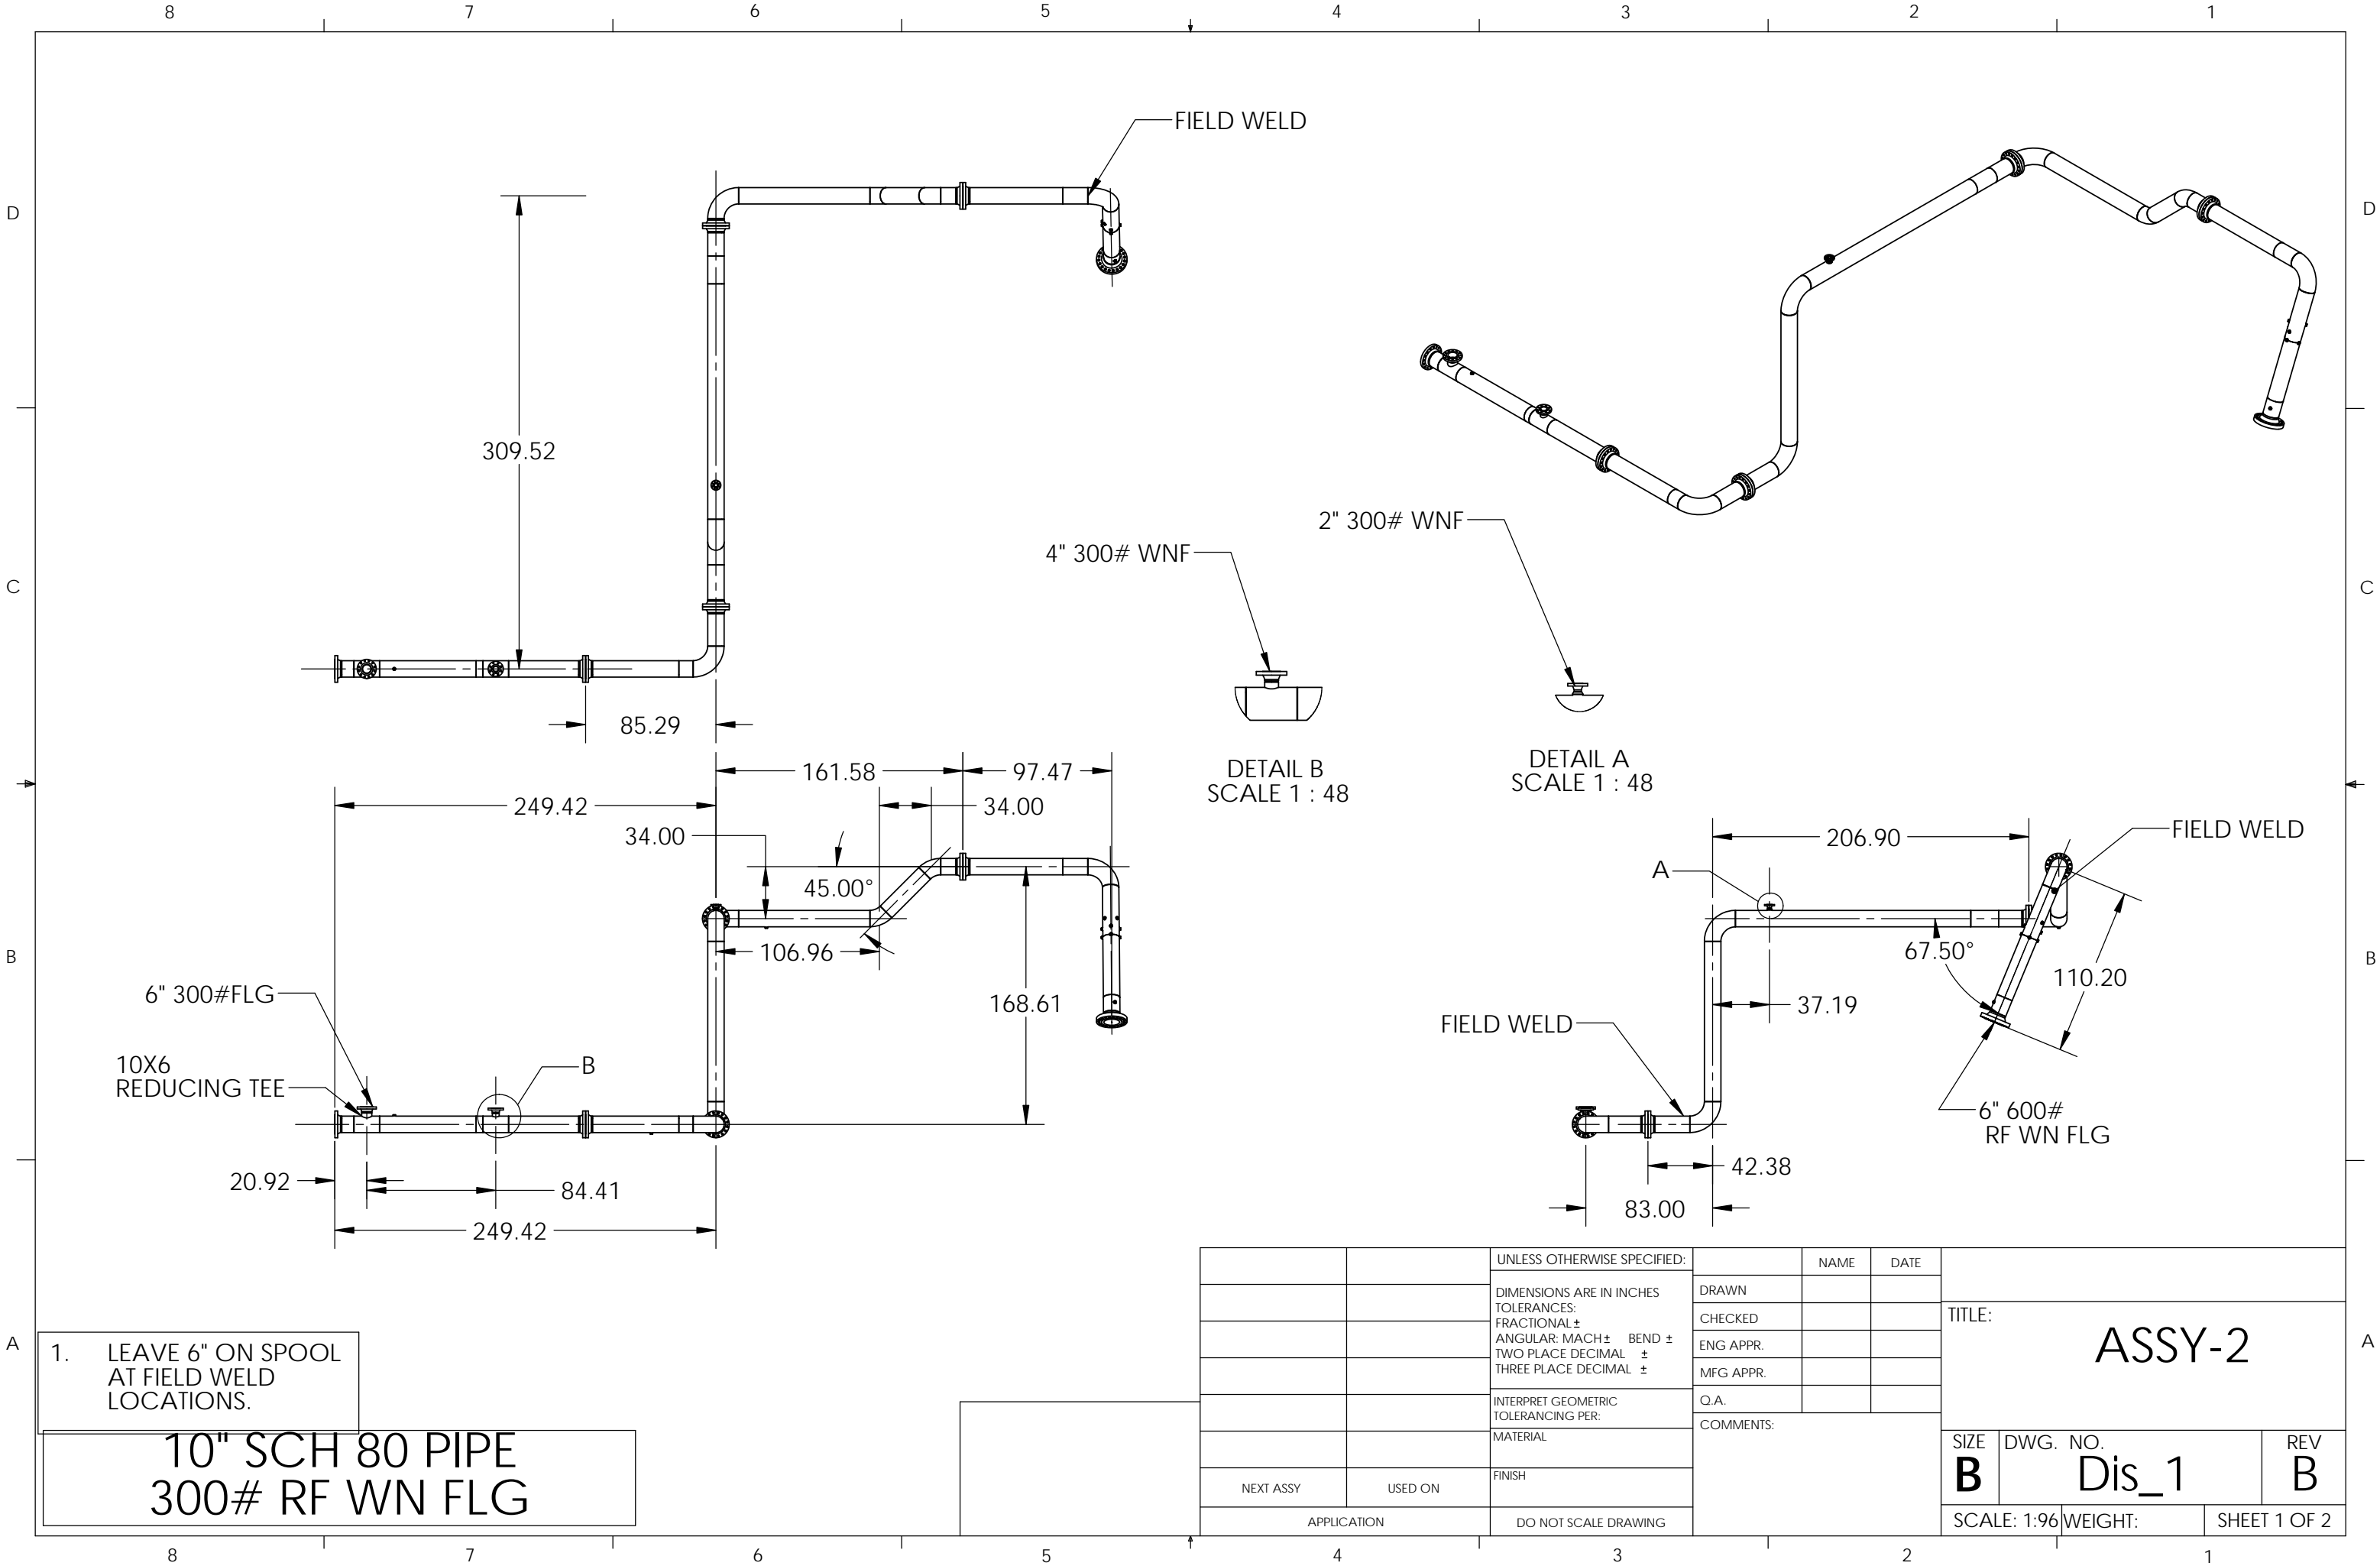 8 7 6 5 4 3 2 1
D
D
C
C
B
B
A
A
FIELD WELD
309.52
85.29
4" 300# WNF
2" 300# WNF
DETAIL B
SCALE 1 : 48
DETAIL A
SCALE 1 : 48
161.58
97.47
249.42
34.00
34.00
45.00°
106.96
168.61
6" 300#FLG
10X6
REDUCING TEE
B
20.92
84.41
249.42
206.90
FIELD WELD
A
67.50°
110.20
37.19
FIELD WELD
6" 600#
RF WN FLG
42.38
83.00
1. LEAVE 6" ON SPOOL
AT FIELD WELD
LOCATIONS.
10" SCH 80 PIPE
300# RF WN FLG
NEXT ASSY
USED ON
APPLICATION
UNLESS OTHERWISE SPECIFIED:
DIMENSIONS ARE IN INCHES
TOLERANCES:
FRACTIONAL ±
ANGULAR: MACH ± BEND ±
TWO PLACE DECIMAL ±
THREE PLACE DECIMAL ±
INTERPRET GEOMETRIC
TOLERANCING PER:
MATERIAL
FINISH
DO NOT SCALE DRAWING
NAME
DATE
DRAWN
CHECKED
ENG APPR.
MFG APPR.
Q.A.
COMMENTS:
TITLE:
ASSY-2
SIZE
B
DWG. NO.
Dis_1
REV
B
SCALE: 1:96
WEIGHT:
SHEET 1 OF 2
8 7 6 5 4 3 2 1